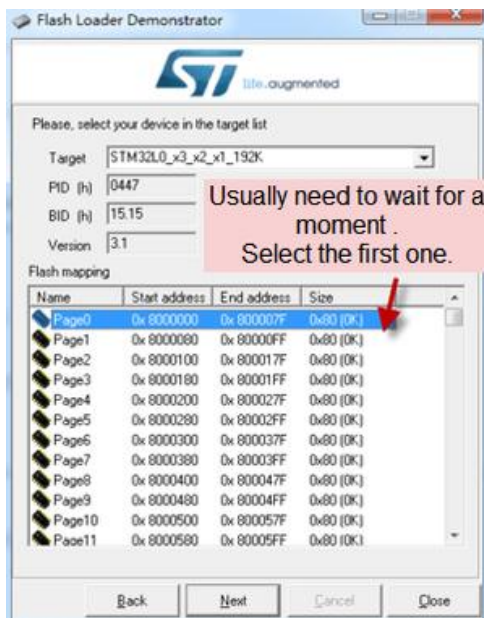 Flash Loader Demonstrator
ST life.augmented
Please, select your device in the target list
Target STM32L0_x3_x2_x1_192K
PID (h) 0447
BID (h) 15.15
Version 3.1
Usually need to wait for a
moment .
Select the first one.
Flash mapping
Name Start address End address Size
Page0 0x 8000000 0x 800007F 0x80 (0K)
Page1 0x 8000080 0x 80000FF 0x80 (0K)
Page2 0x 8000100 0x 800017F 0x80 (0K)
Page3 0x 8000180 0x 80001FF 0x80 (0K)
Page4 0x 8000200 0x 800027F 0x80 (0K)
Page5 0x 8000280 0x 80002FF 0x80 (0K)
Page6 0x 8000300 0x 800037F 0x80 (0K)
Page7 0x 8000380 0x 80003FF 0x80 (0K)
Page8 0x 8000400 0x 800047F 0x80 (0K)
Page9 0x 8000480 0x 80004FF 0x80 (0K)
Page10 0x 8000500 0x 800057F 0x80 (0K)
Page11 0x 8000580 0x 80005FF 0x80 (0K)
Back Next Cancel Close